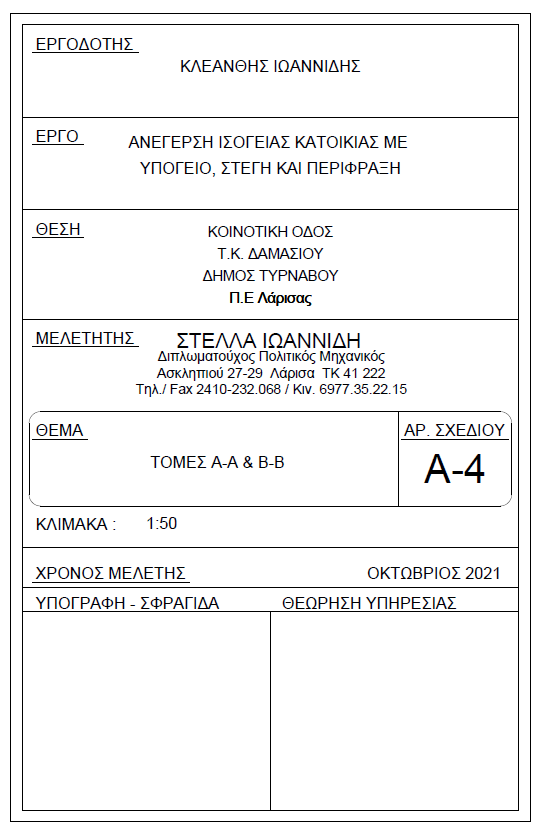 ΕΡΓΟΔΟΤΗΣ
ΚΛΕΑΝΘΗΣ ΙΩΑΝΝΙΔΗΣ
ΕΡΓΟ
ΑΝΕΓΕΡΣΗ ΙΣΟΓΕΙΑΣ ΚΑΤΟΙΚΙΑΣ ΜΕ
ΥΠΟΓΕΙΟ, ΣΤΕΓΗ ΚΑΙ ΠΕΡΙΦΡΑΞΗ
ΘΕΣΗ
ΚΟΙΝΟΤΙΚΗ ΟΔΟΣ
Τ.Κ. ΔΑΜΑΣΙΟΥ
ΔΗΜΟΣ ΤΥΡΝΑΒΟΥ
Π.Ε Λάρισας
ΜΕΛΕΤΗΤΗΣ
ΣΤΕΛΛΑ ΙΩΑΝΝΙΔΗ
Διπλωματούχος Πολιτικός Μηχανικός
Ασκληπιού 27-29 Λάρισα ΤΚ 41 222
Τηλ./ Fax 2410-232.068 / Κιν. 6977.35.22.15
ΘΕΜΑ
ΤΟΜΕΣ Α-Α & Β-Β
ΑΡ. ΣΧΕΔΙΟΥ
Α-4
ΚΛΙΜΑΚΑ : 1:50
ΧΡΟΝΟΣ ΜΕΛΕΤΗΣ ΟΚΤΩΒΡΙΟΣ 2021
ΥΠΟΓΡΑΦΗ - ΣΦΡΑΓΙΔΑ ΘΕΩΡΗΣΗ ΥΠΗΡΕΣΙΑΣ